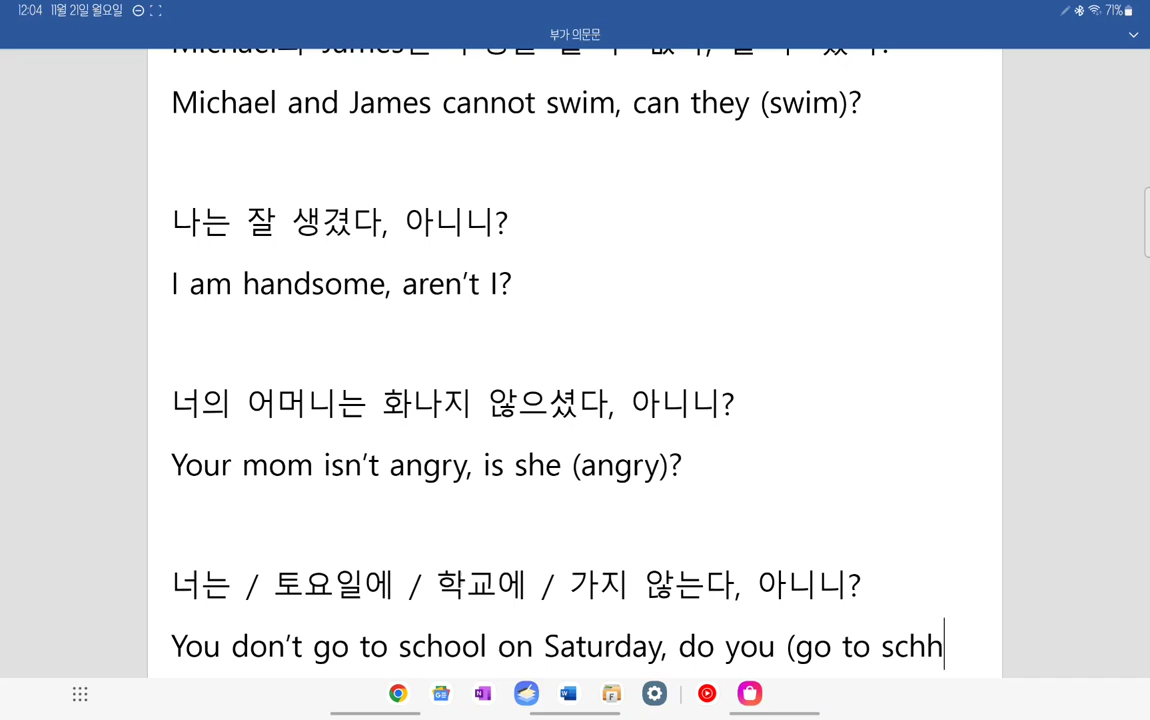 12:04 11월 21일 월요일 71%
부가 의문문
Michael and James cannot swim, can they (swim)?
나는 잘 생겼다, 아니니?
I am handsome, aren't I?
너의 어머니는 화나지 않으셨다, 아니니?
Your mom isn't angry, is she (angry)?
너는 / 토요일에 / 학교에 / 가지 않는다, 아니니?
You don't go to school on Saturday, do you (go to schh